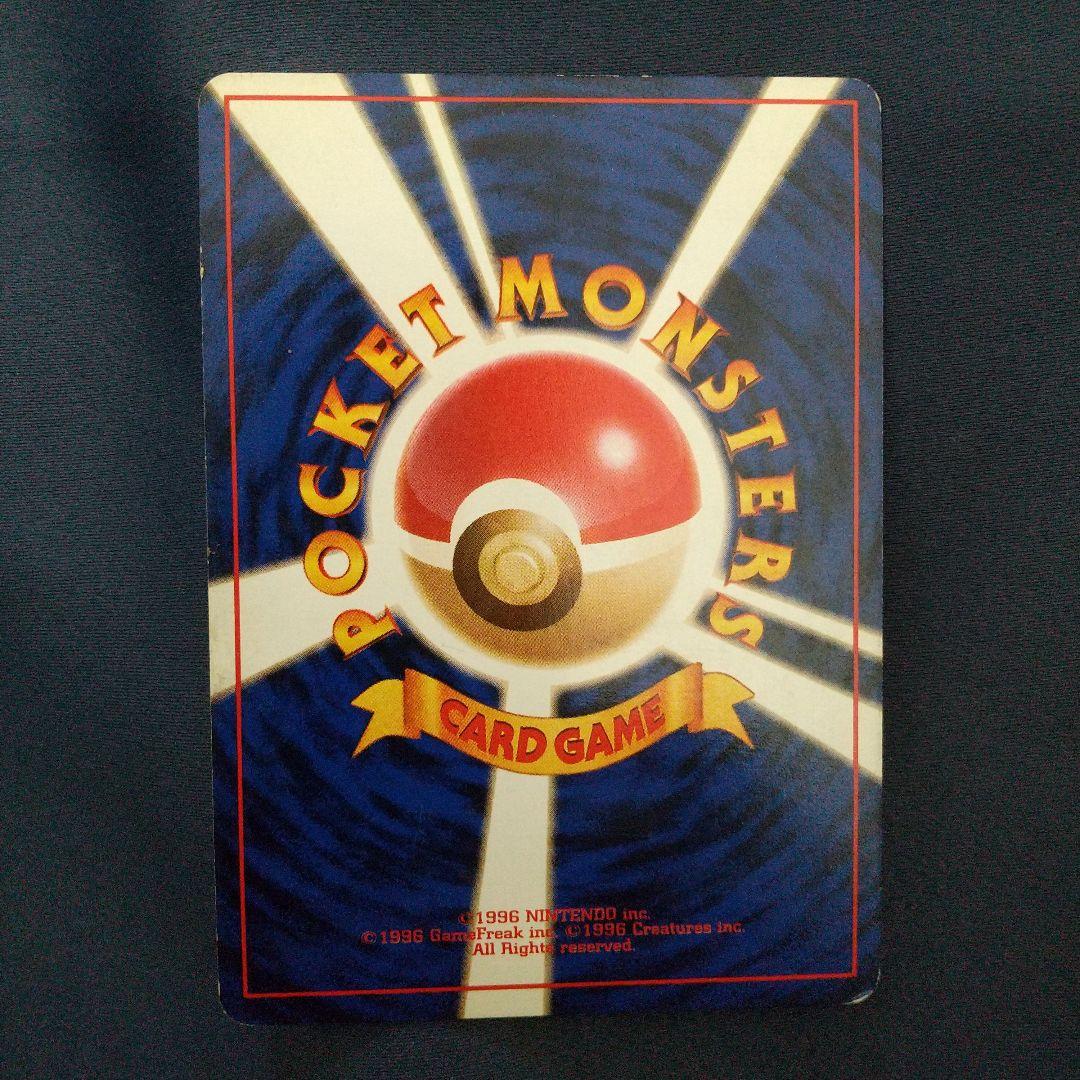 POCKET MONSTERS
CARD GAME
©1996 NINTENDO inc.
©1996 GameFreak inc. ©1996 Creatures inc.
All Rights reserved.